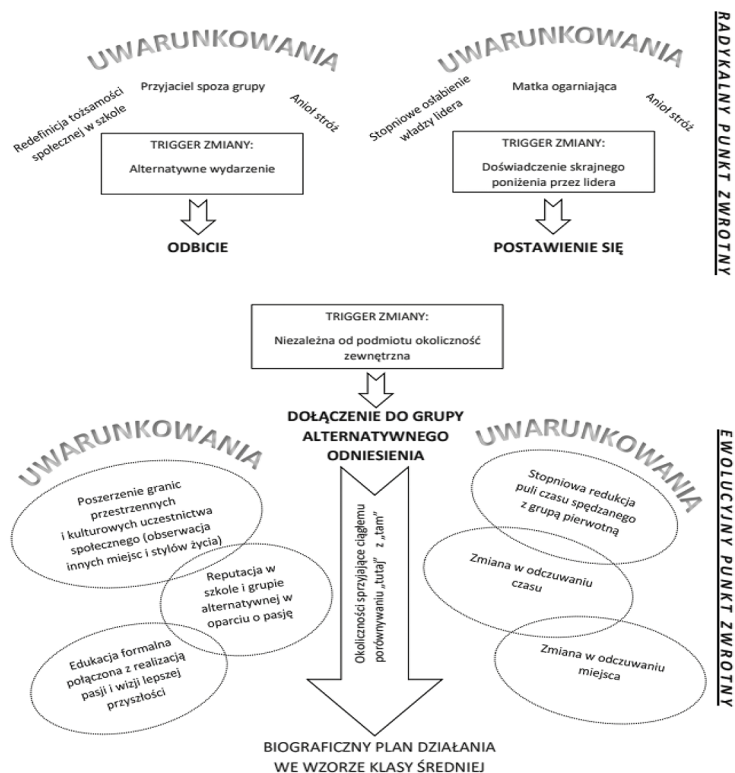 UWARUNKOWANIA
Redefinicja tożsamości
społecznej w szkole
Przyjaciel spoza grupy
Anioł stróż
TRIGGER ZMIANY:
Alternatywne wydarzenie
ODBICIE
UWARUNKOWANIA
Stopniowe osłabienie
władzy lidera
Matka ogarniająca
Anioł stróż
TRIGGER ZMIANY:
Doświadczenie skrajnego
poniżenia przez lidera
POSTAWIENIE SIĘ
RADYKALNY PUNKT ZWROTNY
TRIGGER ZMIANY:
Niezależna od podmiotu okoliczność
zewnętrzna
DOŁĄCZENIE DO GRUPY
ALTERNATYWNEGO
ODNIESIENIA
UWARUNKOWANIA
Poszerzenie granic
przestrzennych
i kulturowych uczestnictwa
społecznego (obserwacja
innych miejsc i stylów życia)
Reputacja w
szkole i grupie
alternatywnej w
oparciu o pasję
Edukacja formalna
połączona z realizacją
pasji i wizji lepszej
przyszłości
Okoliczności sprzyjające ciągłemu
porównywaniu „tutaj" z „tam"
UWARUNKOWANIA
Stopniowa redukcja
puli czasu spędzanego
z grupą pierwotną
Zmiana w odczuwaniu
czasu
Zmiana w odczuwaniu
miejsca
EWOLUCYJNY PUNKT ZWROTNY
BIOGRAFICZNY PLAN DZIAŁANIA
WE WZORZE KLASY ŚREDNIEJ